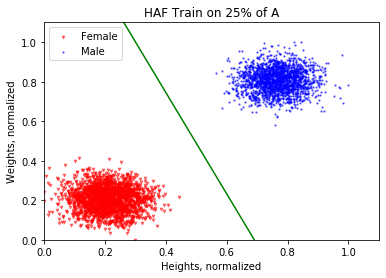 HAF Train on 25% of A
Female
Male
Weights, normalized
1.0
0.8
0.6
0.4
0.2
0.0
0.0
0.2
0.4
0.6
0.8
1.0
Heights, normalized